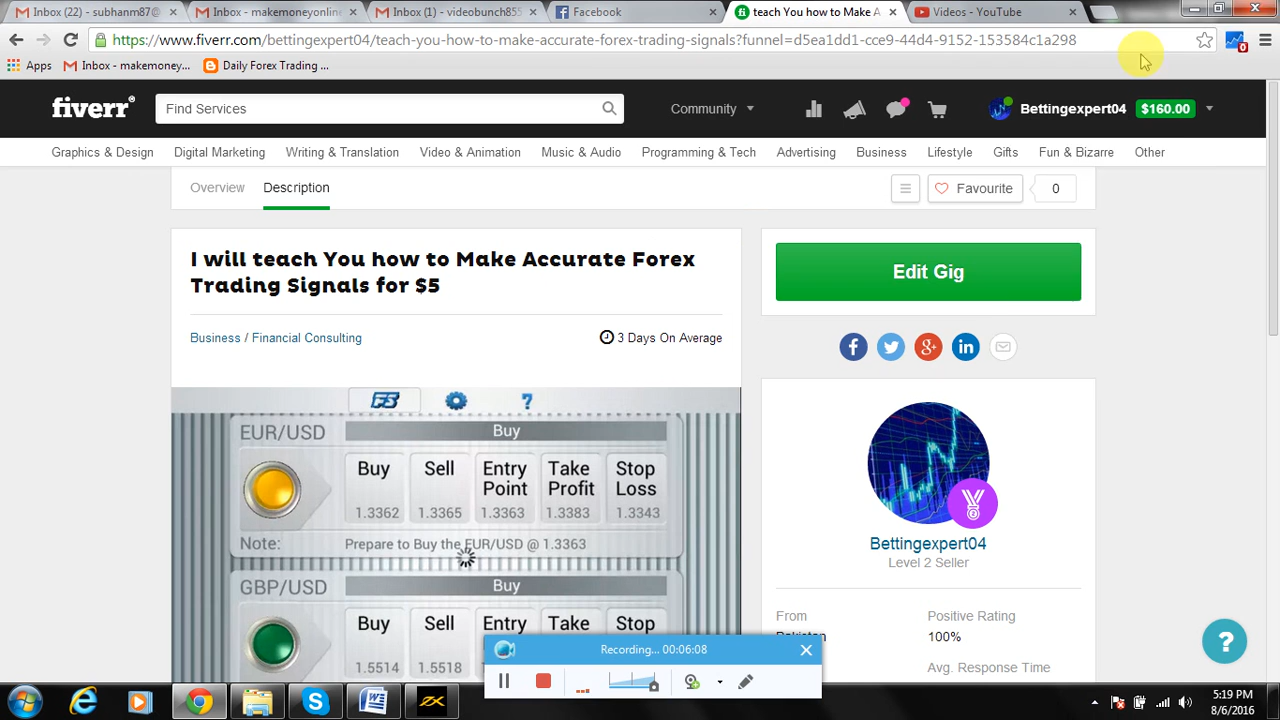 Inbox (22) - subhanm87@
Inbox - makemoneyonline
Inbox (1) - videobunch855
Facebook
teach You how to Make A
Videos - YouTube
https://www.fiverr.com/bettingexpert04/teach-you-how-to-make-accurate-forex-trading-signals?funnel=d5ea1dd1-cce9-44d4-9152-153584c1a298
0
Apps
Inbox - makemoney...
Daily Forex Trading ...
fiverr®
Find Services
Community
Bettingexpert04
$160.00
Graphics & Design
Digital Marketing
Writing & Translation
Video & Animation
Music & Audio
Programming & Tech
Advertising
Business
Lifestyle
Gifts
Fun & Bizarre
Other
Overview
Description
Favourite
0
I will teach You how to Make Accurate Forex
Trading Signals for $5
Business / Financial Consulting
3 Days On Average
Edit Gig
FS
?
EUR/USD
Buy
Buy
Sell
Entry Point
Take Profit
Stop Loss
1.3362
1.3365
1.3363
1.3383
1.3343
Note:
Prepare to Buy the EUR/USD @ 1.3363
GBP/USD
Buy
Buy
Sell
Entry
Take
Stop
1.5514
1.5518
Bettingexpert04
Level 2 Seller
From
Pakistan
Positive Rating
100%
Avg. Response Time
?
Recording... 00:06:08
5:19 PM
8/6/2016